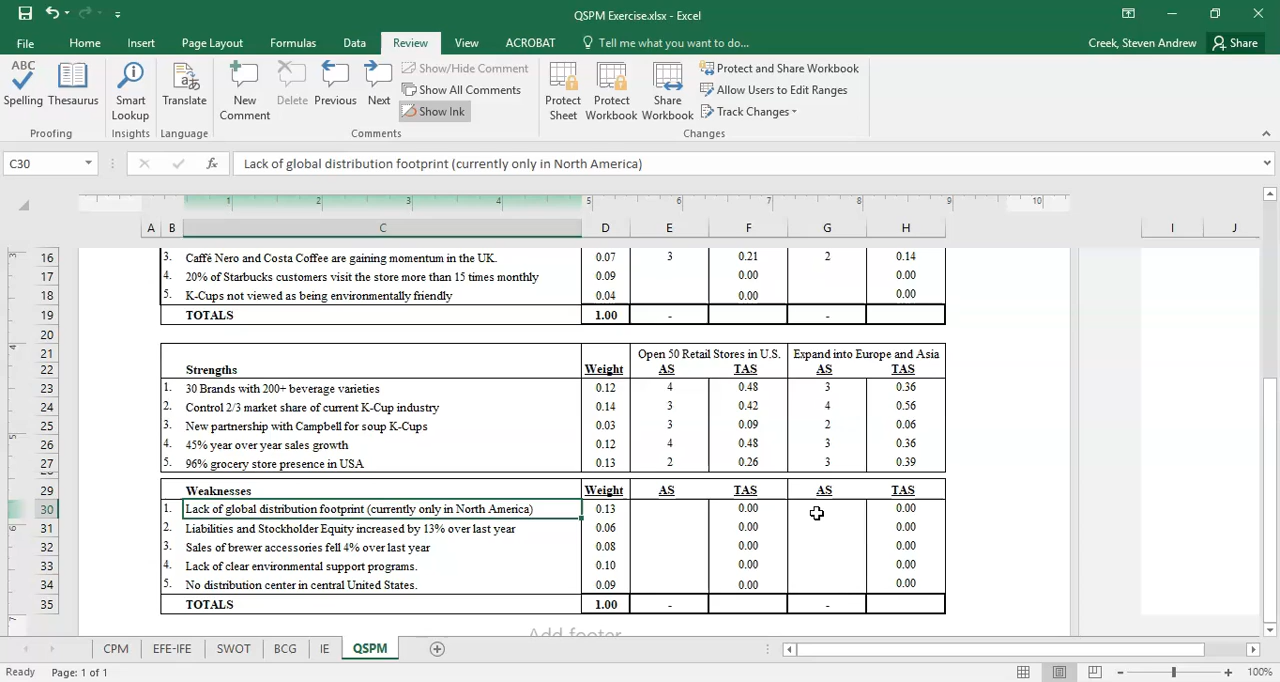 QSPM Exercise.xlsx - Excel
File Home Insert Page Layout Formulas Data Review View ACROBAT Tell me what you want to do... Creek, Steven Andrew Share
ABC
Spelling Thesaurus Smart Lookup Translate New Comment Delete Previous Next
Show/Hide Comment
Show All Comments
Show Ink
Protect Sheet Protect Workbook Share Workbook
Protect and Share Workbook
Allow Users to Edit Ranges
Track Changes
Proofing Insights Language Comments Changes
C30 fx Lack of global distribution footprint (currently only in North America)
1 2 3 4 5 6 7 8 9 10
A B C D E F G H I J
16 3. Caffé Nero and Costa Coffee are gaining momentum in the UK. 0.07 3 0.21 2 0.14
17 4. 20% of Starbucks customers visit the store more than 15 times monthly 0.09 0.00 0.00
18 5. K-Cups not viewed as being environmentally friendly 0.04 0.00 0.00
19 TOTALS 1.00 - -
20
21 Open 50 Retail Stores in U.S. Expand into Europe and Asia
22 Strengths Weight AS TAS AS TAS
23 1. 30 Brands with 200+ beverage varieties 0.12 4 0.48 3 0.36
24 2. Control 2/3 market share of current K-Cup industry 0.14 3 0.42 4 0.56
25 3. New partnership with Campbell for soup K-Cups 0.03 3 0.09 2 0.06
26 4. 45% year over year sales growth 0.12 4 0.48 3 0.36
27 5. 96% grocery store presence in USA 0.13 2 0.26 3 0.39
29 Weaknesses Weight AS TAS AS TAS
30 1. Lack of global distribution footprint (currently only in North America) 0.13 0.00 0.00
31 2. Liabilities and Stockholder Equity increased by 13% over last year 0.06 0.00 0.00
32 3. Sales of brewer accessories fell 4% over last year 0.08 0.00 0.00
33 4. Lack of clear environmental support programs. 0.10 0.00 0.00
34 5. No distribution center in central United States. 0.09 0.00 0.00
35 TOTALS 1.00 - -
Add footer
CPM EFE-IFE SWOT BCG IE QSPM
Ready Page: 1 of 1 100%